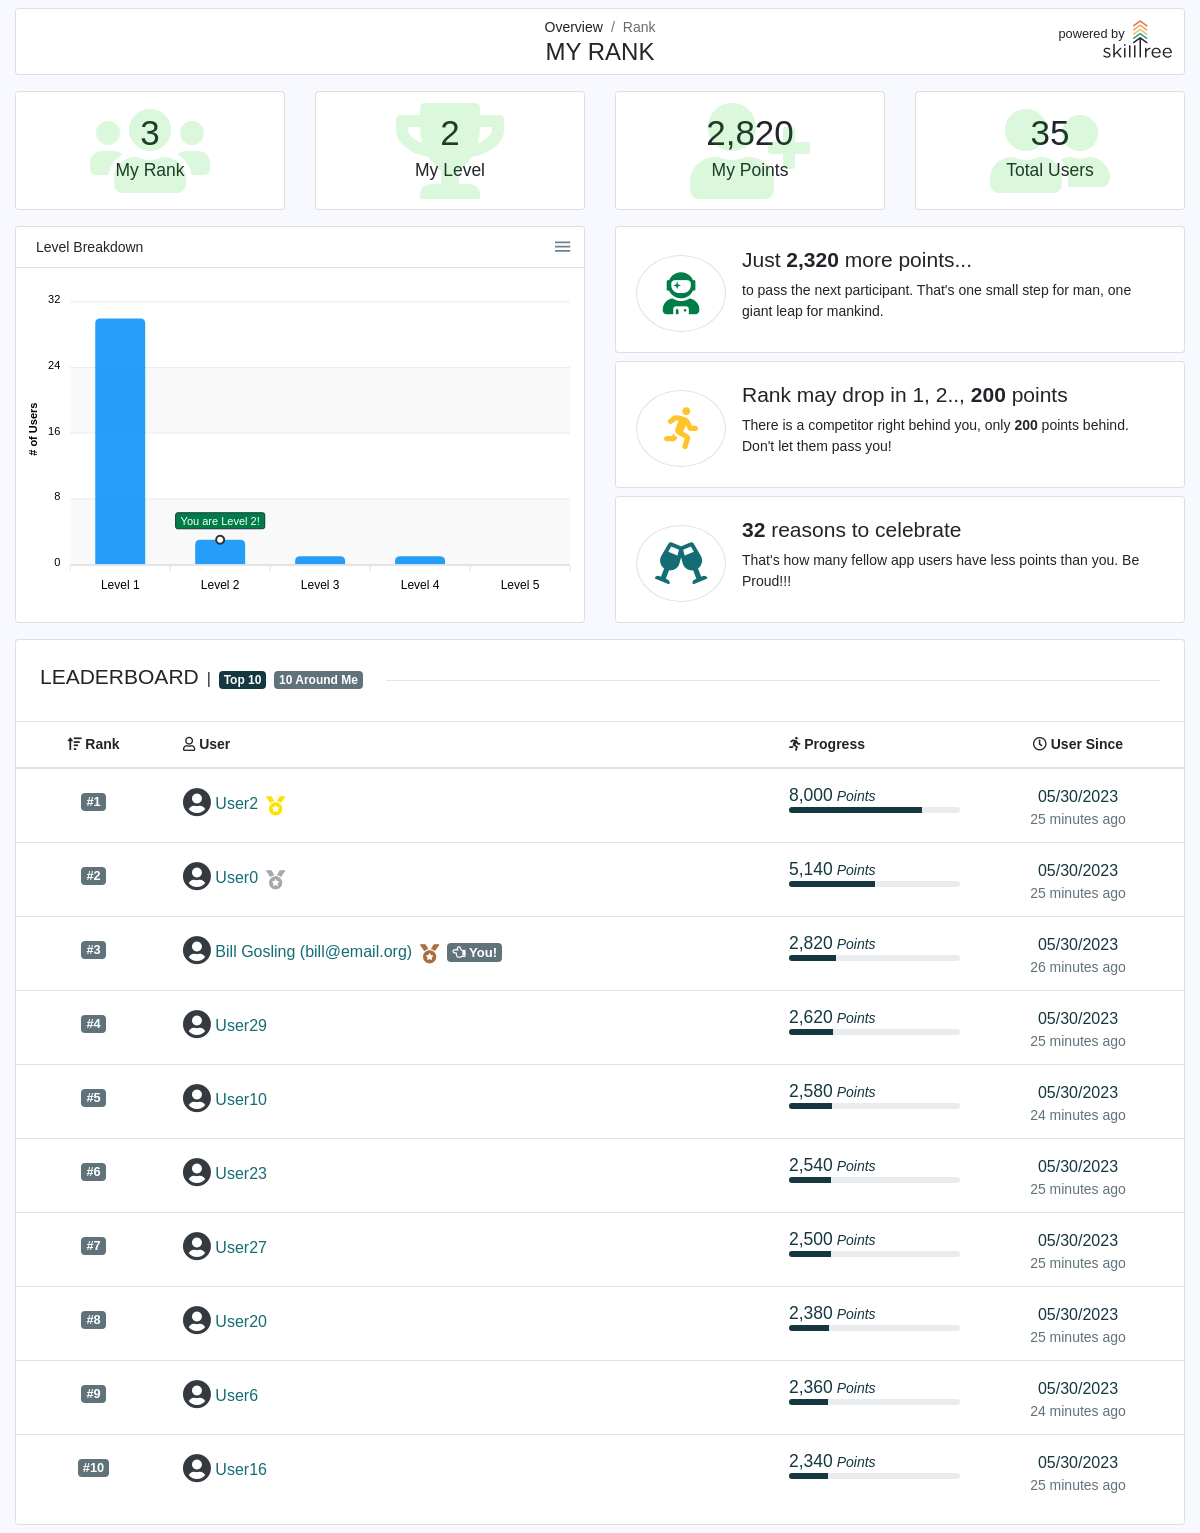 Overview / Rank
MY RANK
powered by
skilltree
3
My Rank
2
My Level
2,820
My Points
35
Total Users
Level Breakdown
32
24
16
8
0
# of Users
You are Level 2!
Level 1 Level 2 Level 3 Level 4 Level 5
Just 2,320 more points...
to pass the next participant. That's one small step for man, one
giant leap for mankind.
Rank may drop in 1, 2.., 200 points
There is a competitor right behind you, only 200 points behind.
Don't let them pass you!
32 reasons to celebrate
That's how many fellow app users have less points than you. Be
Proud!!!
LEADERBOARD | Top 10 10 Around Me
Rank User Progress User Since
#1 User2 8,000 Points 05/30/2023
25 minutes ago
#2 User0 5,140 Points 05/30/2023
25 minutes ago
#3 Bill Gosling (bill@email.org) You! 2,820 Points 05/30/2023
26 minutes ago
#4 User29 2,620 Points 05/30/2023
25 minutes ago
#5 User10 2,580 Points 05/30/2023
24 minutes ago
#6 User23 2,540 Points 05/30/2023
25 minutes ago
#7 User27 2,500 Points 05/30/2023
25 minutes ago
#8 User20 2,380 Points 05/30/2023
25 minutes ago
#9 User6 2,360 Points 05/30/2023
24 minutes ago
#10 User16 2,340 Points 05/30/2023
25 minutes ago